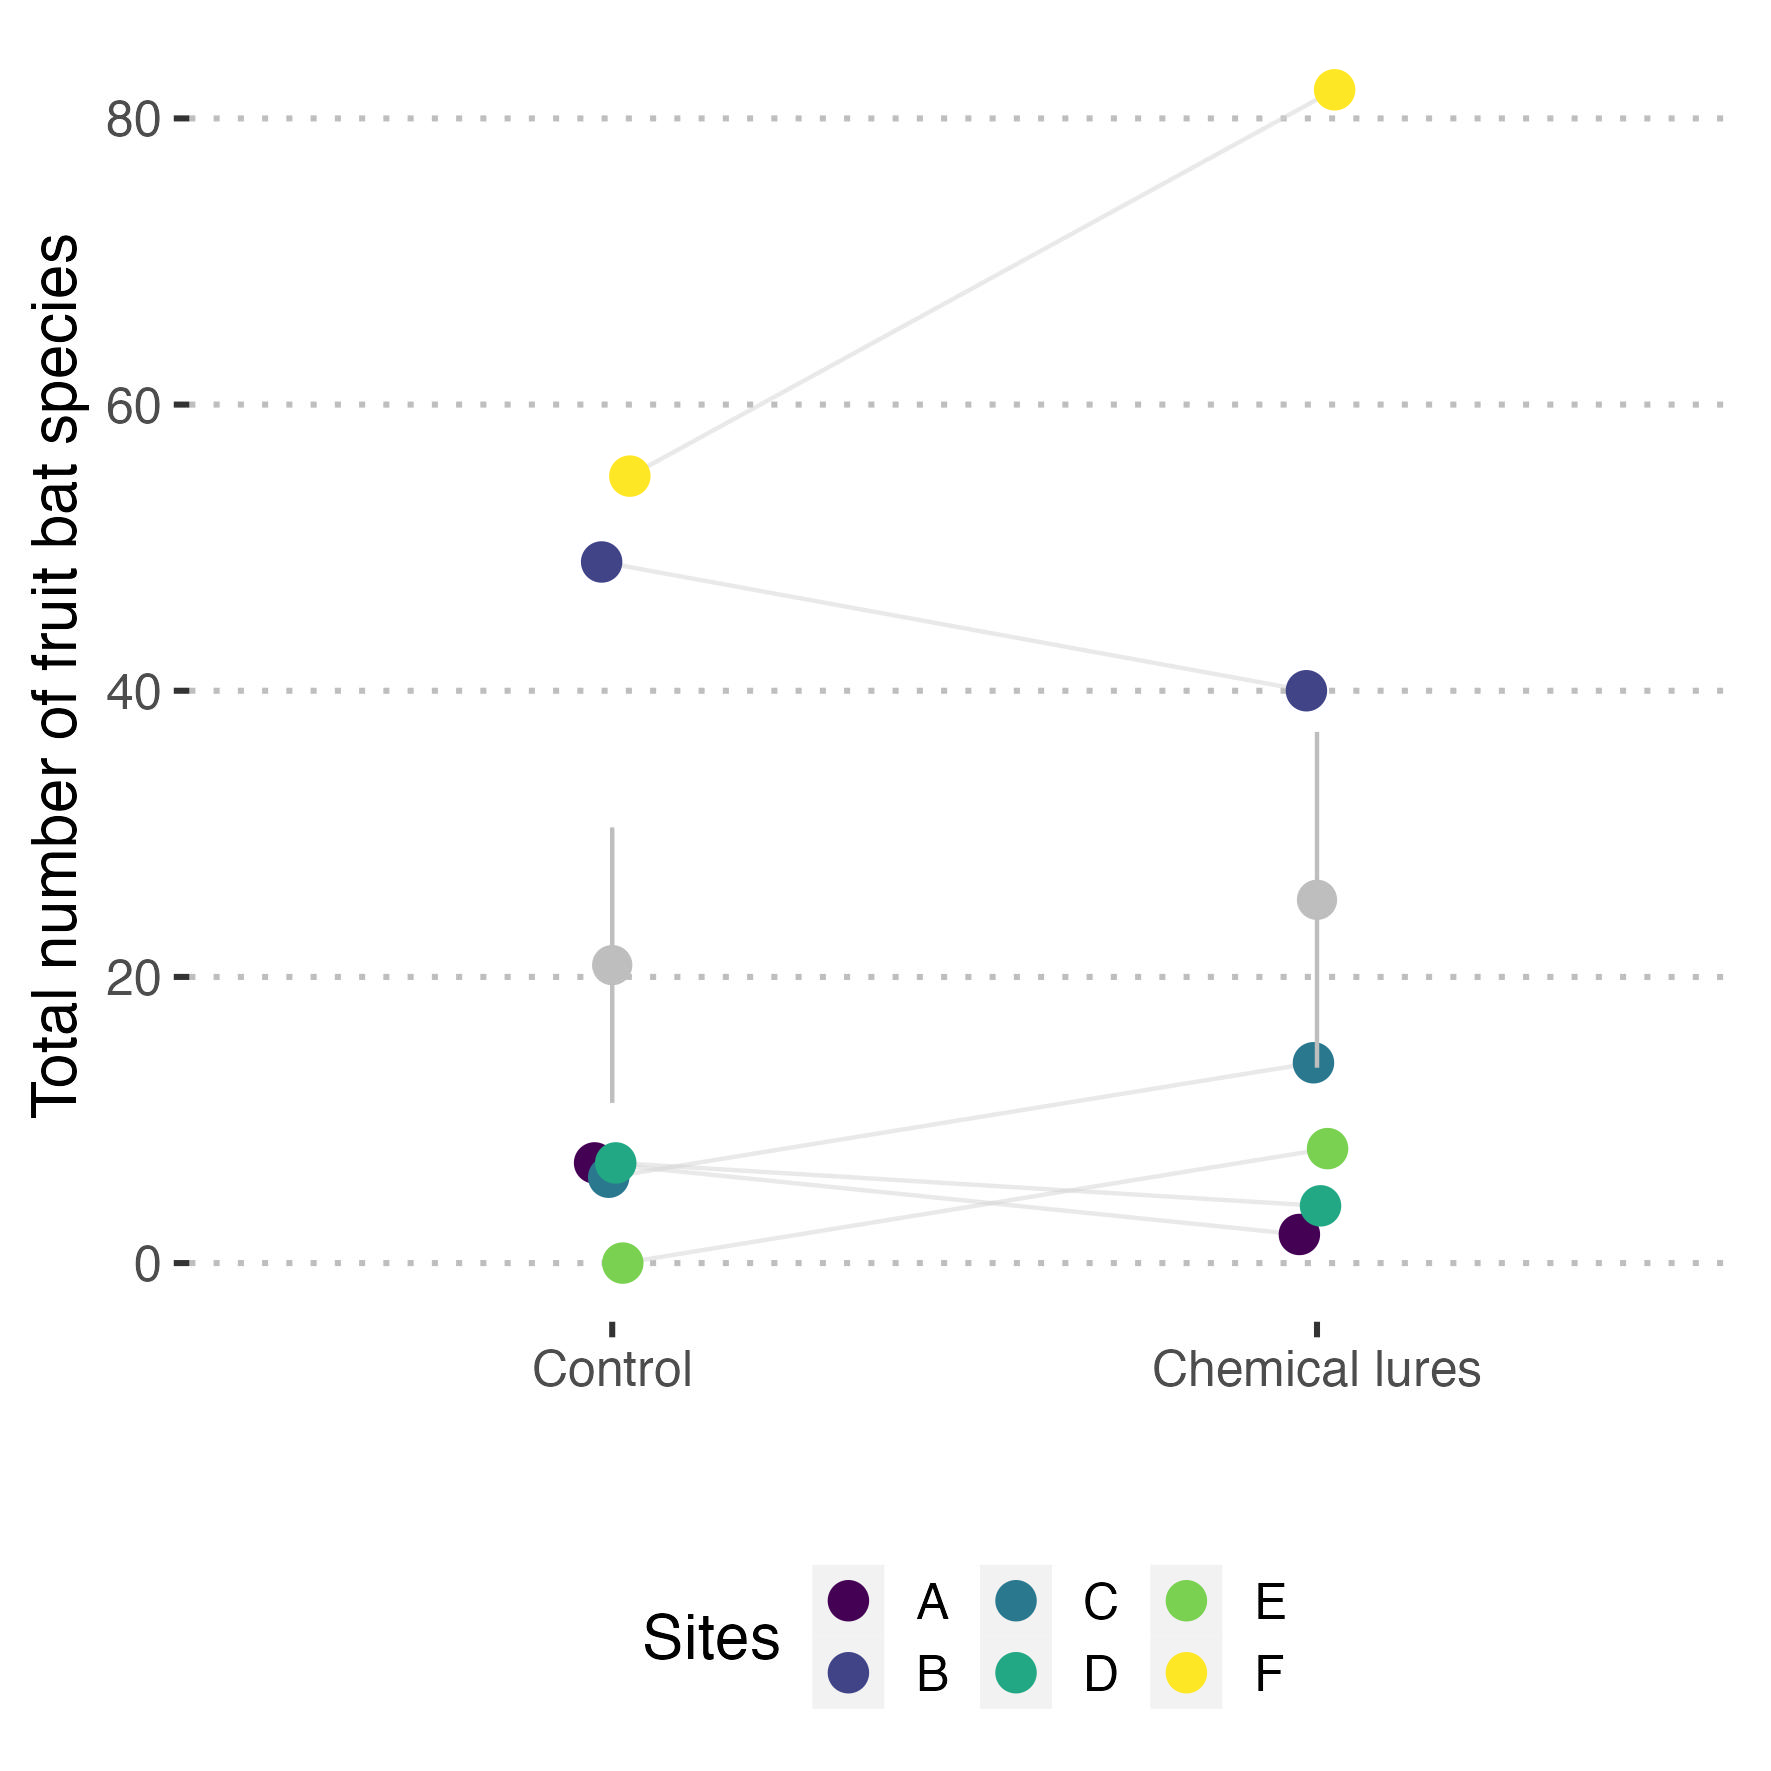 Total number of fruit bat species
80
60
40
20
0
Control
Chemical lures
Sites
A
C
E
B
D
F